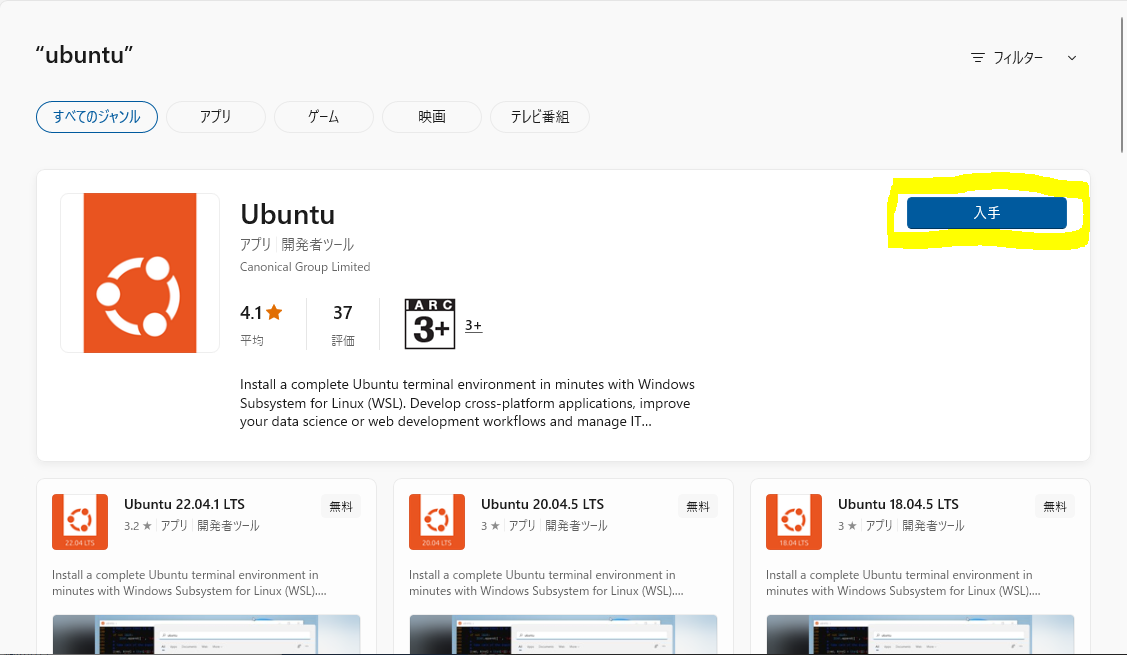 “ubuntu”
フィルター
すべてのジャンル
アプリ
ゲーム
映画
テレビ番組
Ubuntu
入手
アプリ 開発者ツール
Canonical Group Limited
4.1
平均
37
評価
IARC
3+
3+
Install a complete Ubuntu terminal environment in minutes with Windows
Subsystem for Linux (WSL). Develop cross-platform applications, improve
your data science or web development workflows and manage IT...
22.04 LTS
Ubuntu 22.04.1 LTS
無料
3.2 ★ アプリ 開発者ツール
Install a complete Ubuntu terminal environment in
minutes with Windows Subsystem for Linux (WSL)....
20.04 LTS
Ubuntu 20.04.5 LTS
無料
3 ★ アプリ 開発者ツール
Install a complete Ubuntu terminal environment in
minutes with Windows Subsystem for Linux (WSL)....
18.04 LTS
Ubuntu 18.04.5 LTS
無料
3 ★ アプリ 開発者ツール
Install a complete Ubuntu terminal environment in
minutes with Windows Subsystem for Linux (WSL)....